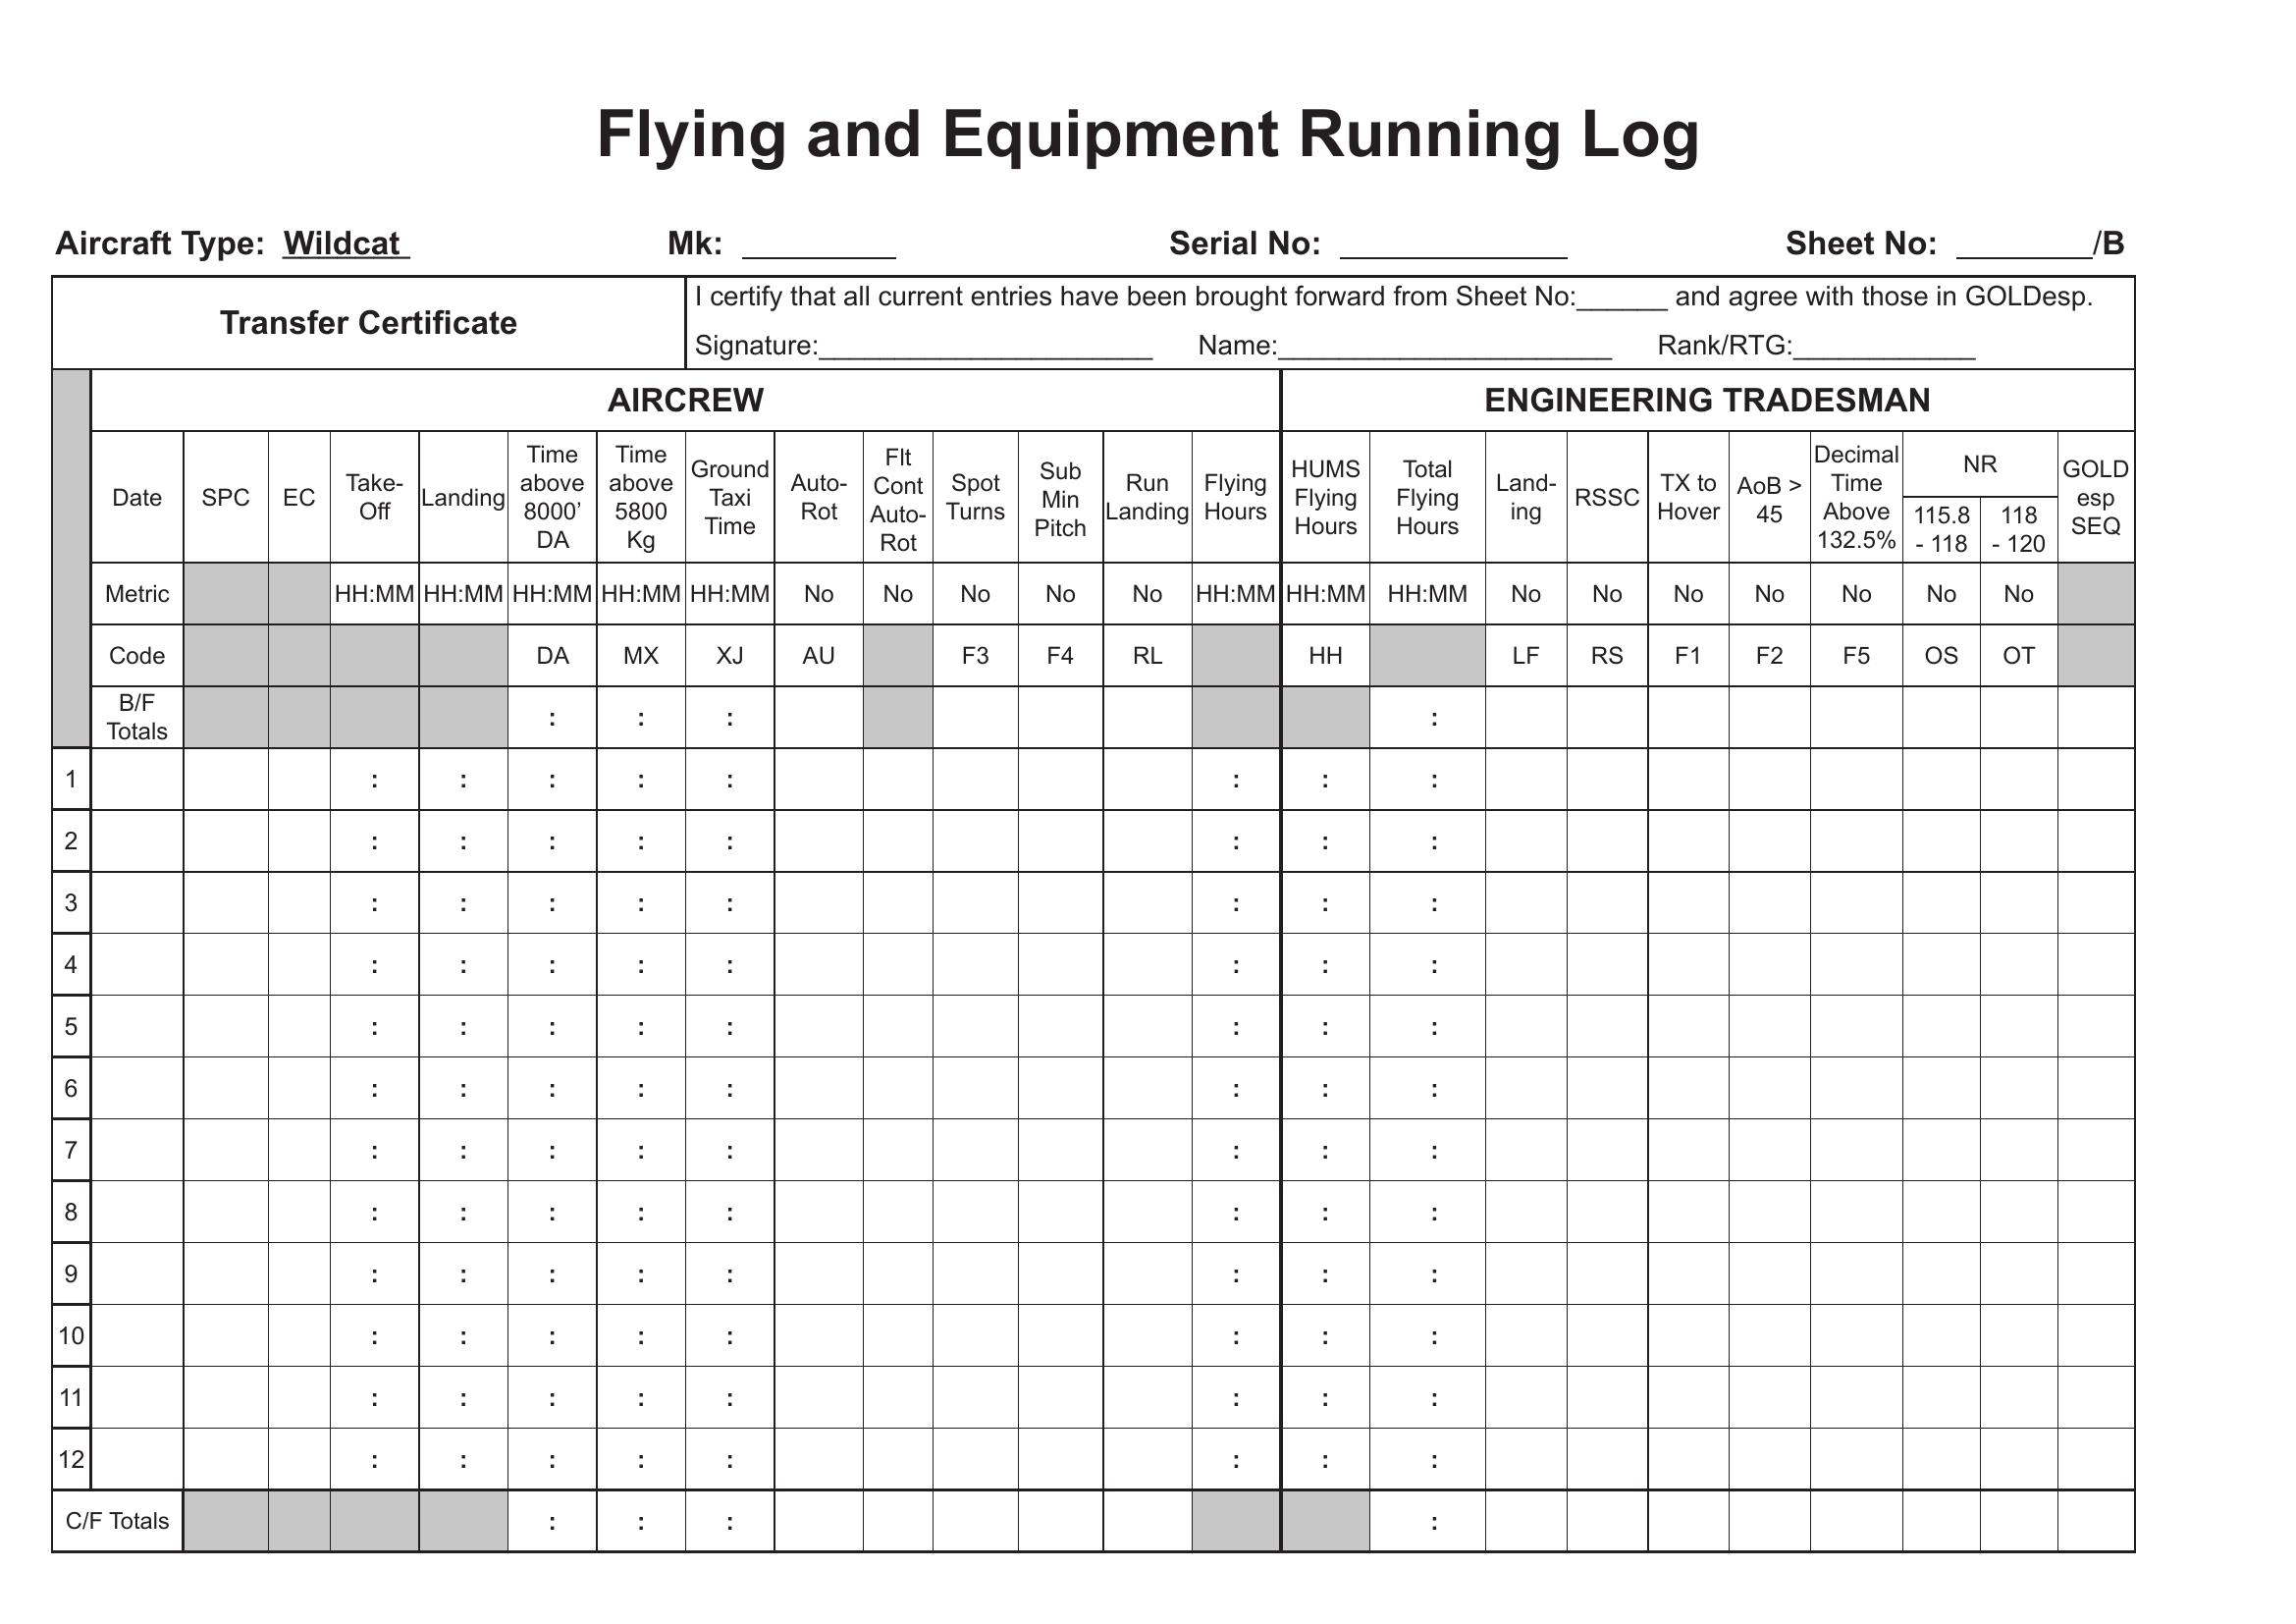 Flying and Equipment Running Log
Aircraft Type: Wildcat Mk: __________ Serial No: __________ Sheet No: ________/B
Transfer Certificate
I certify that all current entries have been brought forward from Sheet No:______ and agree with those in GOLDesp.
Signature:______________________ Name:______________________ Rank/RTG:____________
AIRCREW ENGINEERING TRADESMAN
Date
SPC
EC
Take-
Off
Landing
Time
above
8000’
DA
Time
above
5800
Kg
Ground
Taxi
Time
Auto-
Rot
Flt
Cont
Auto-
Rot
Spot
Turns
Sub
Min
Pitch
Run
Landing
Flying
Hours
HUMS
Flying
Hours
Total
Flying
Hours
Land-
ing
RSSC
TX to
Hover
AoB >
45
Decimal
Time
Above
132.5%
NR
115.8
- 118
118
- 120
GOLD
esp
SEQ
Metric HH:MM HH:MM HH:MM HH:MM HH:MM No No No No No HH:MM HH:MM HH:MM No No No No No No No
Code DA MX XJ AU F3 F4 RL HH LF RS F1 F2 F5 OS OT
B/F
Totals : : : :
1 : : : : : : : :
2 : : : : : : : :
3 : : : : : : : :
4 : : : : : : : :
5 : : : : : : : :
6 : : : : : : : :
7 : : : : : : : :
8 : : : : : : : :
9 : : : : : : : :
10 : : : : : : : :
11 : : : : : : : :
12 : : : : : : : :
C/F Totals : : : :